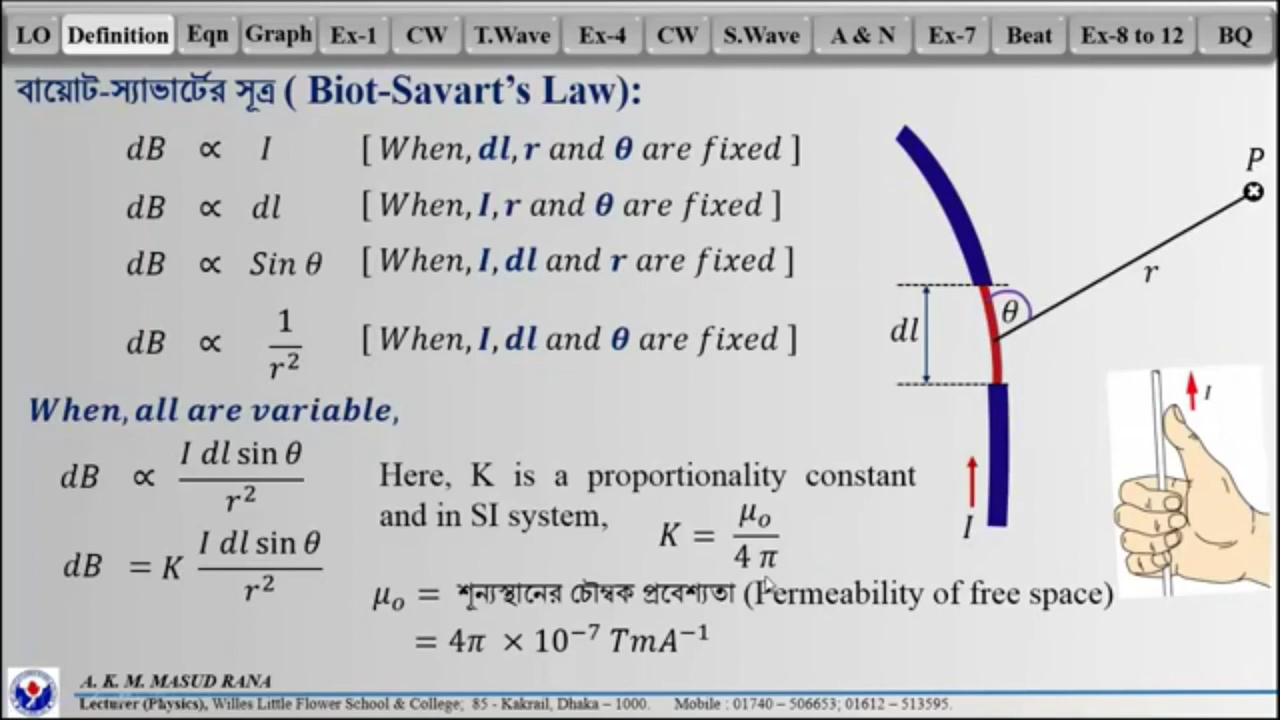 LO Definition Eqn Graph Ex-1 CW T.Wave Ex-4 CW S.Wave A & N Ex-7 Beat Ex-8 to 12 BQ
বায়োট-স্যাভার্টের সূত্র ( Biot-Savart’s Law):
dB ∝ I [ When, dl, r and θ are fixed ]
dB ∝ dl [ When, I, r and θ are fixed ]
dB ∝ Sin θ [ When, I, dl and r are fixed ]
dB ∝ 1/r² [ When, I, dl and θ are fixed ]
When, all are variable,
dB ∝ I dl sin θ / r²
dB = K I dl sin θ / r²
Here, K is a proportionality constant
and in SI system, K = μₒ / 4 π
μₒ = শূন্যস্থানের চৌম্বক প্রবেশ্যতা (Permeability of free space)
= 4π × 10⁻⁷ TmA⁻¹
P
r
θ
dl
I
I
A. K. M. MASUD RANA
Lecturer (Physics), Willes Little Flower School & College; 85 - Kakrail, Dhaka – 1000. Mobile : 01740 – 506653; 01612 – 513595.